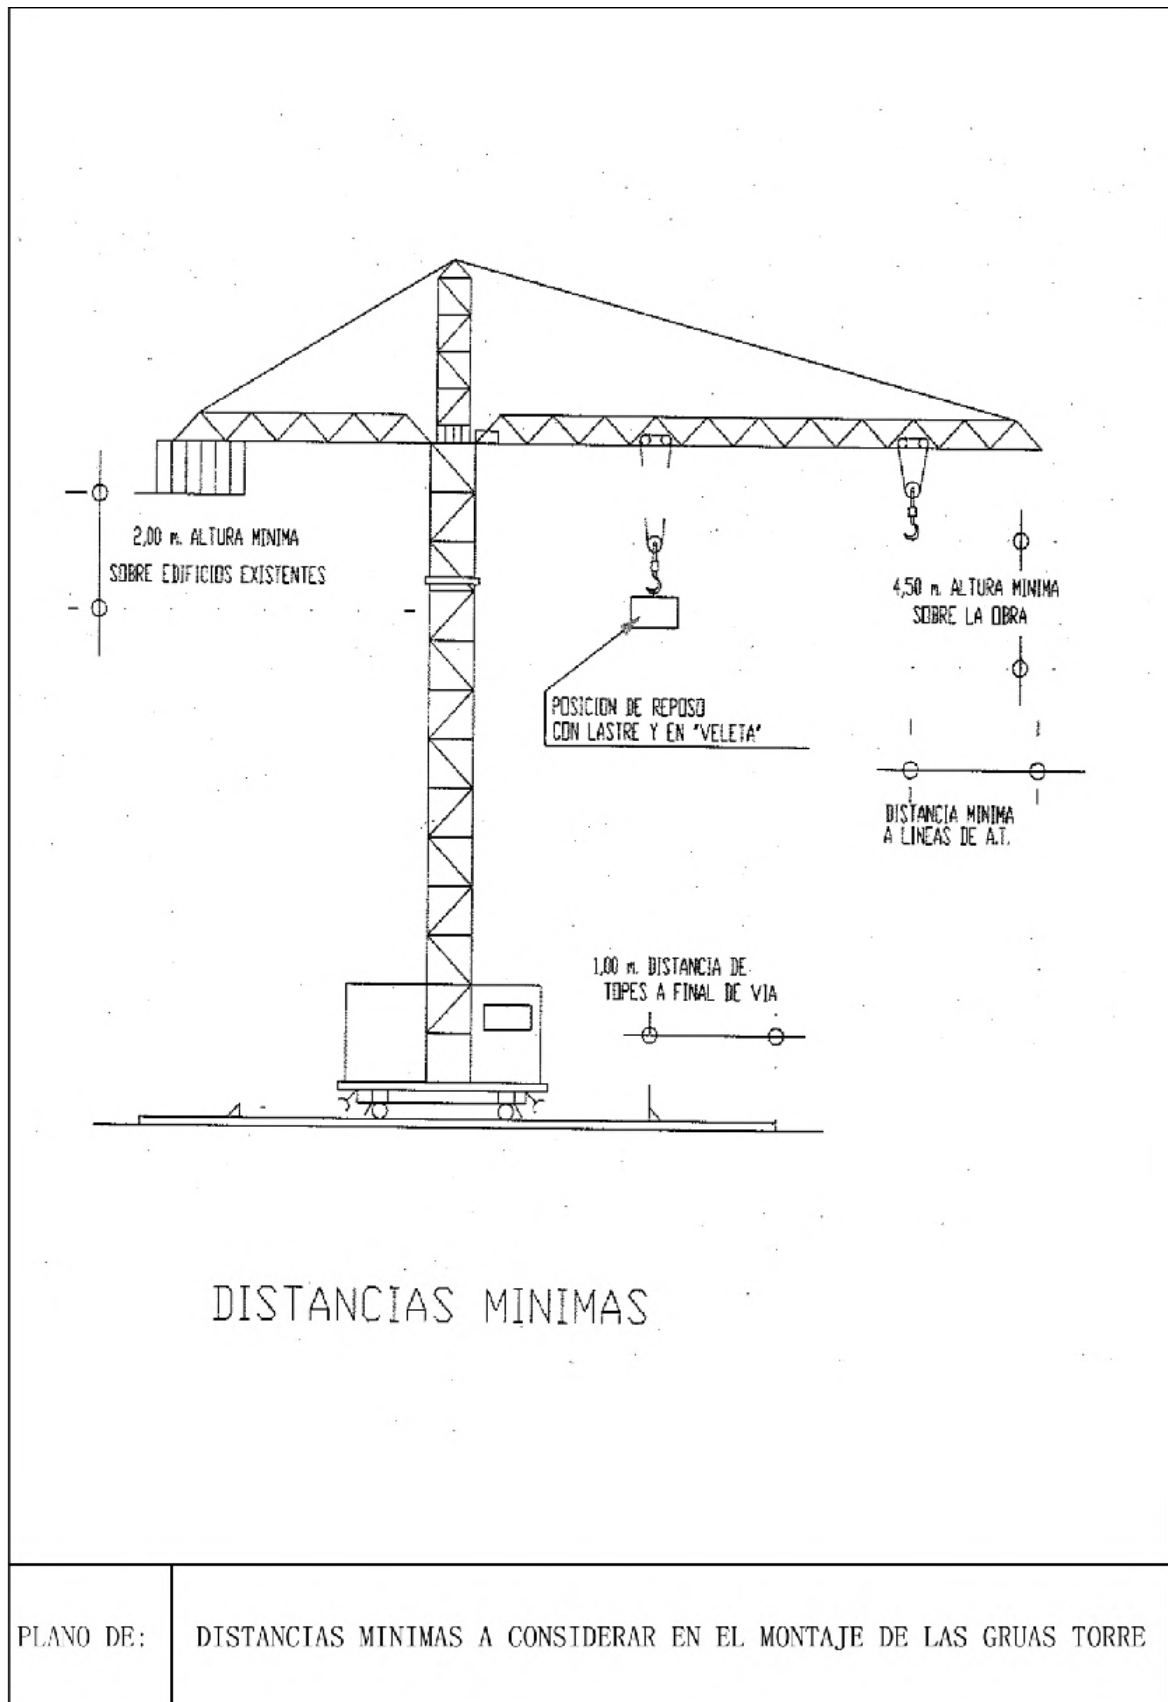 2,00 m. ALTURA MINIMA
SOBRE EDIFICIOS EXISTENTES
4,50 m. ALTURA MINIMA
SOBRE LA OBRA
POSICION DE REPOSO
CON LASTRE Y EN "VELETA"
DISTANCIA MINIMA
A LINEAS DE A.T.
1,00 m. DISTANCIA DE
TOPES A FINAL DE VIA
DISTANCIAS MINIMAS
PLANO DE:
DISTANCIAS MINIMAS A CONSIDERAR EN EL MONTAJE DE LAS GRUAS TORRE